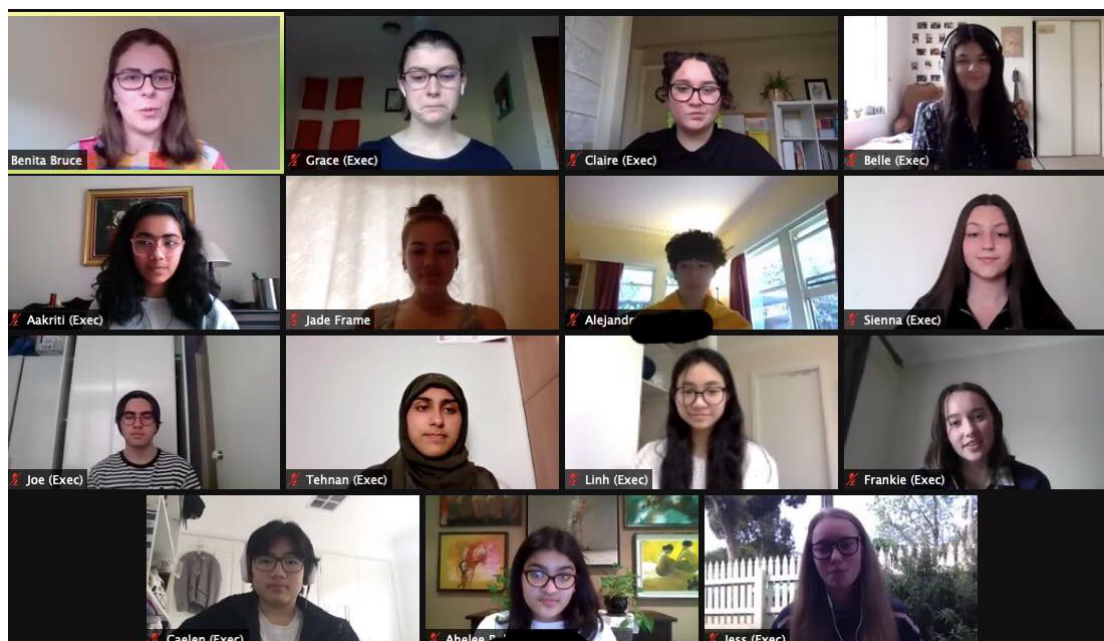 Benita Bruce
Grace (Exec)
Claire (Exec)
Belle (Exec)
Aakriti (Exec)
Jade Frame
Alejandr
Sienna (Exec)
Joe (Exec)
Tehnan (Exec)
Linh (Exec)
Frankie (Exec)
Caelen (Exec)
Abelee
Jess (Exec)